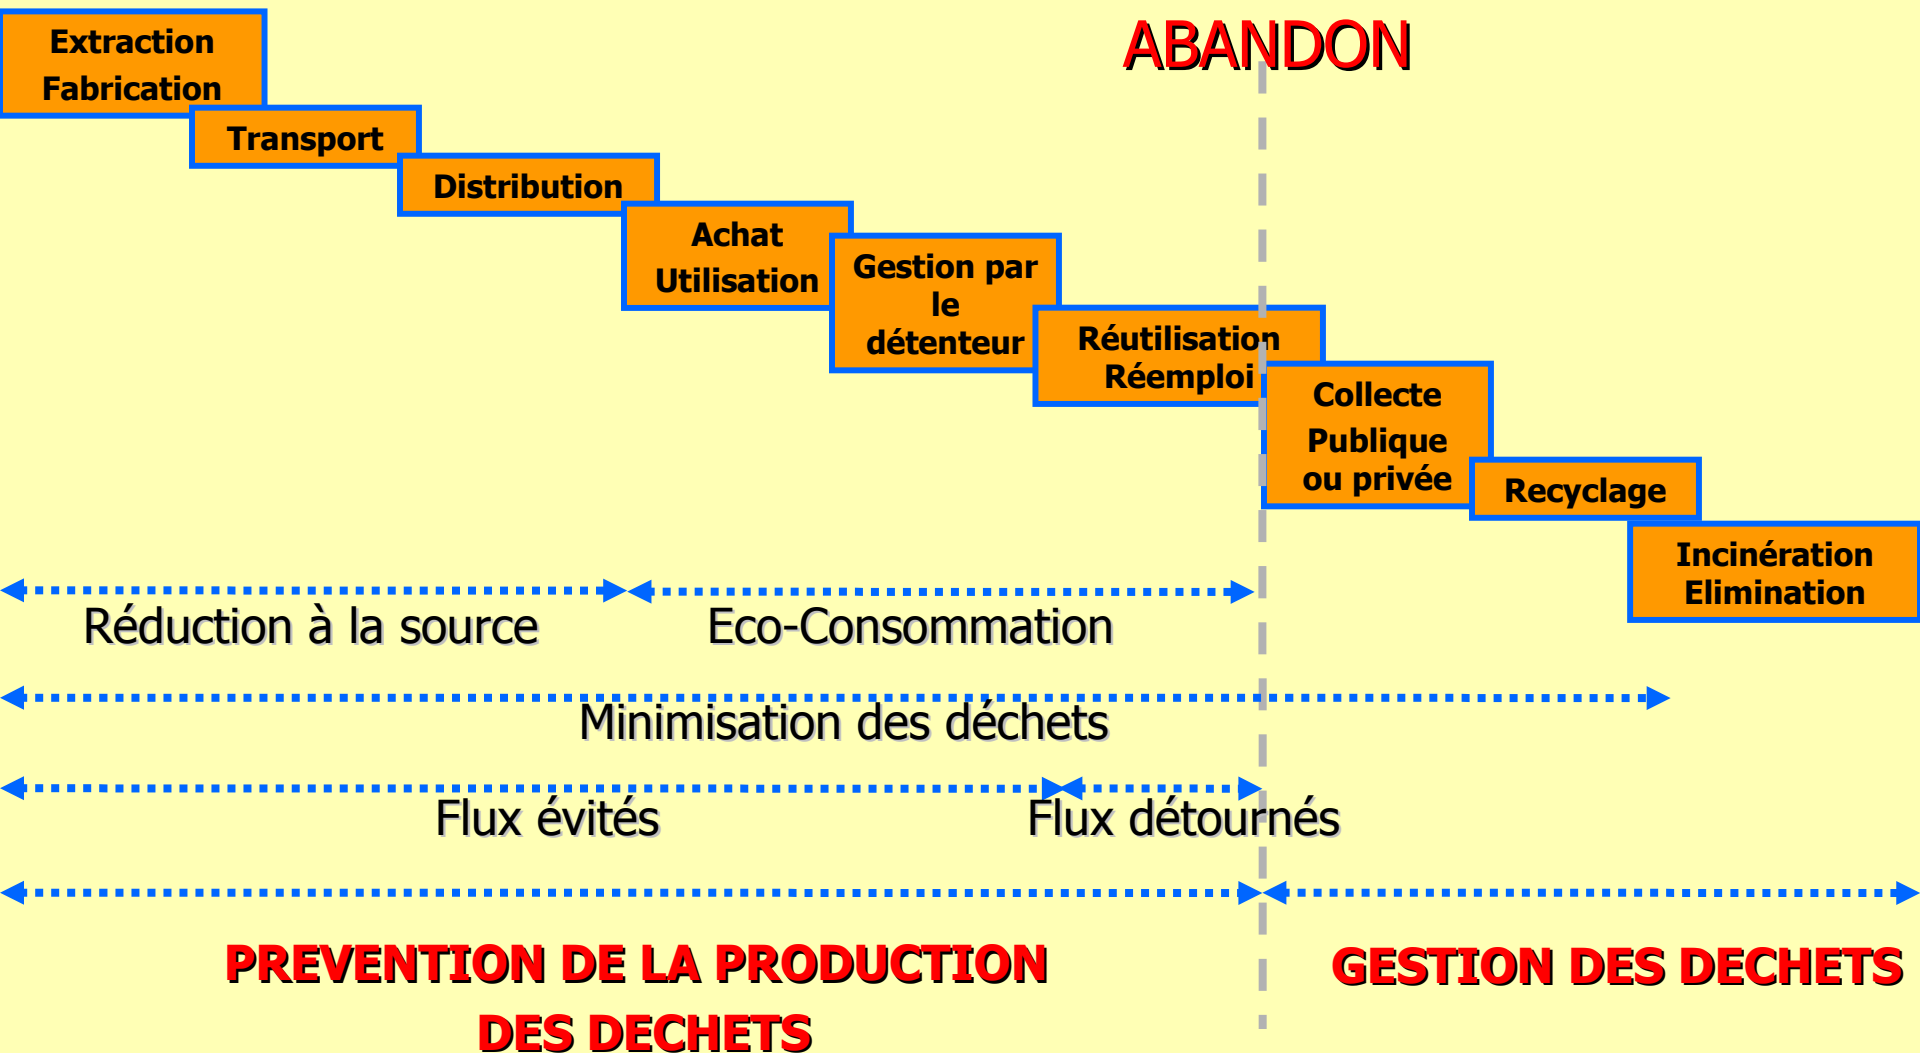 ABANDON
Extraction
Fabrication
Transport
Distribution
Achat
Utilisation
Gestion par
le
détenteur
Réutilisation
Réemploi
Collecte
Publique
ou privée
Recyclage
Incinération
Elimination
Réduction à la source
Eco-Consommation
Minimisation des déchets
Flux évités
Flux détournés
PREVENTION DE LA PRODUCTION
DES DECHETS
GESTION DES DECHETS